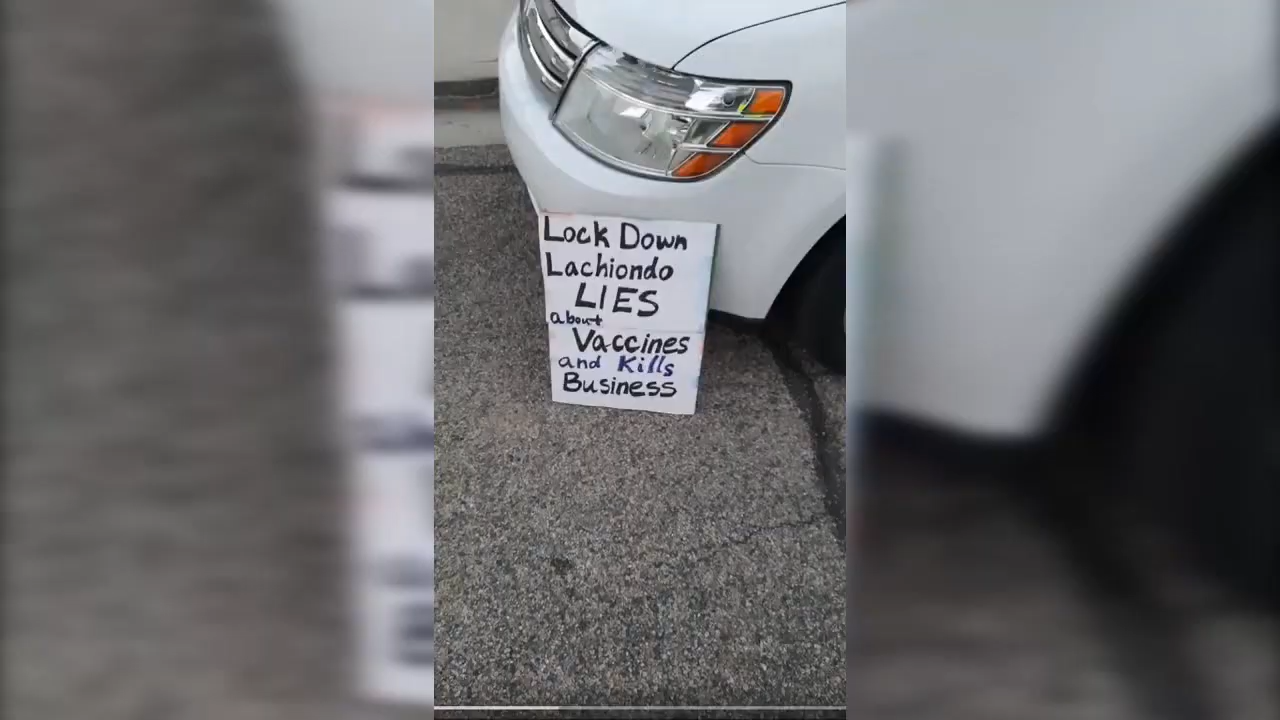 Lock Down
Lachiondo
LIES
about
Vaccines
and Kills
Business